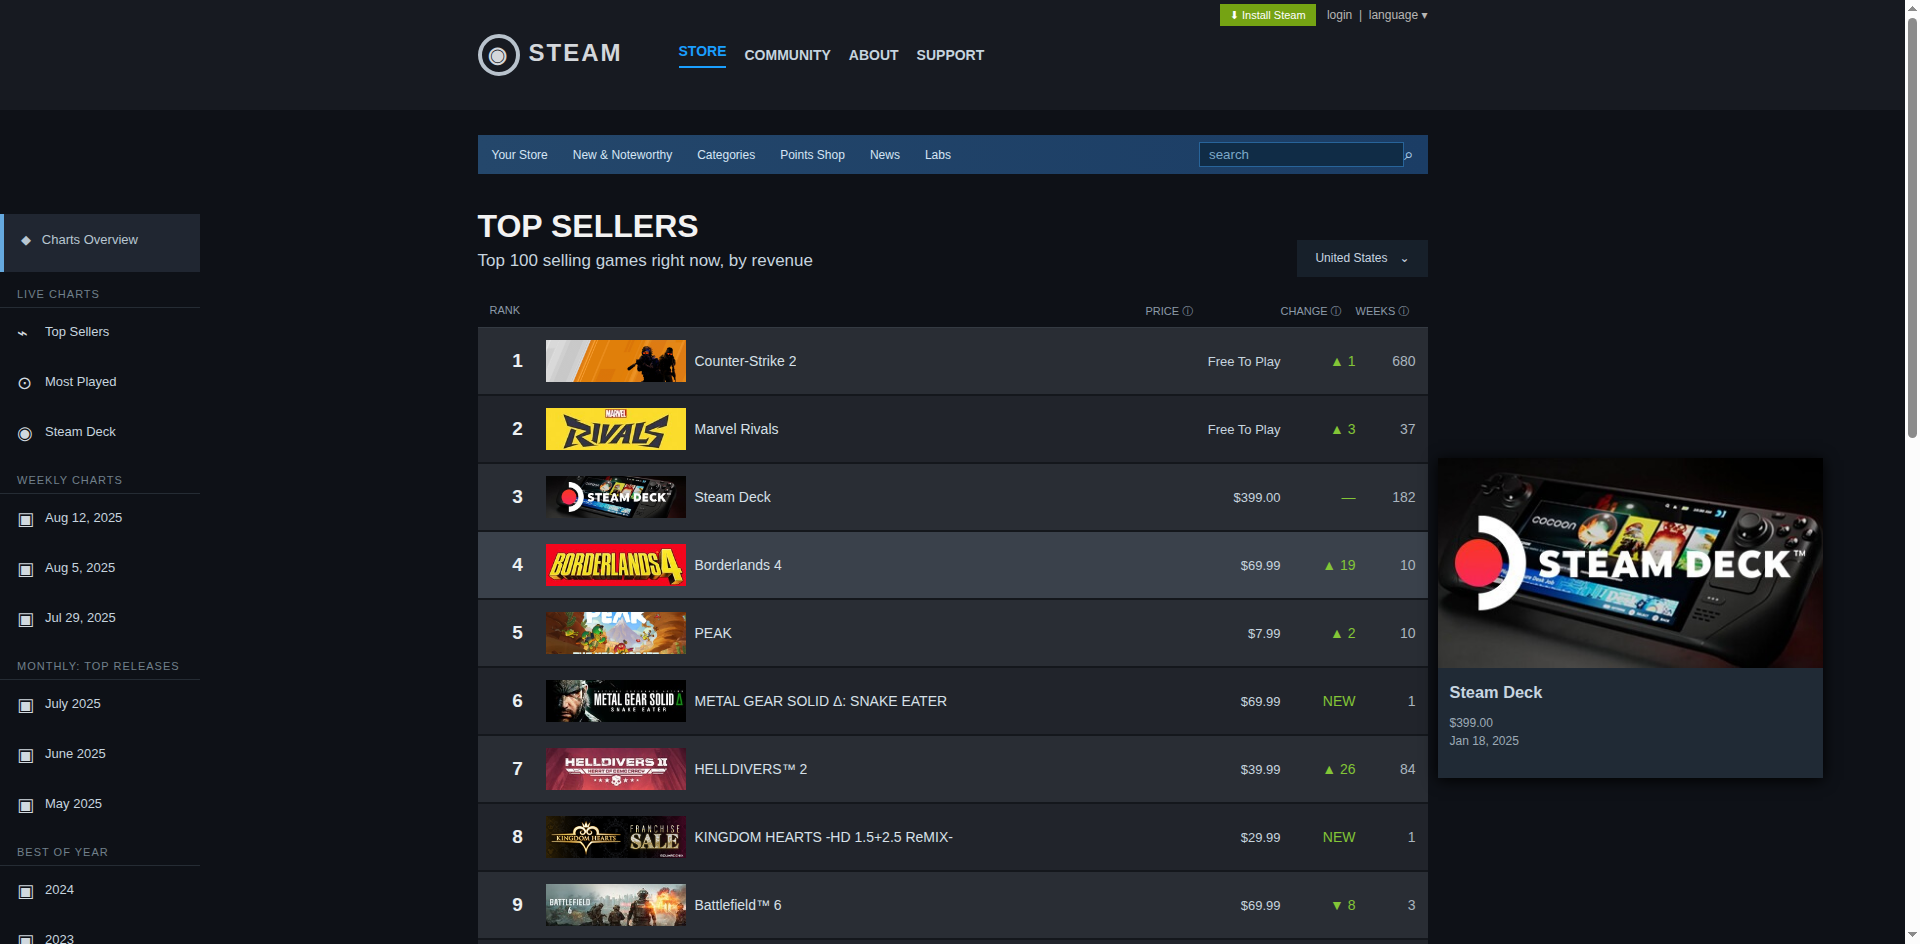 Install Steam
login | language ▾
STEAM
STORE COMMUNITY ABOUT SUPPORT
Your Store New & Noteworthy Categories Points Shop News Labs search
Charts Overview
LIVE CHARTS
Top Sellers
Most Played
Steam Deck
WEEKLY CHARTS
Aug 12, 2025
Aug 5, 2025
Jul 29, 2025
MONTHLY: TOP RELEASES
July 2025
June 2025
May 2025
BEST OF YEAR
2024
2023
TOP SELLERS
Top 100 selling games right now, by revenue
United States
RANK PRICE ⓘ CHANGE ⓘ WEEKS ⓘ
1 Counter-Strike 2 Free To Play ▲ 1 680
2 MARVEL RIVALS Marvel Rivals Free To Play ▲ 3 37
3 STEAM DECK Steam Deck $399.00 — 182
4 BORDERLANDS 4 Borderlands 4 $69.99 ▲ 19 10
5 PEAK PEAK $7.99 ▲ 2 10
6 METAL GEAR SOLID Δ SNAKE EATER METAL GEAR SOLID Δ: SNAKE EATER $69.99 NEW 1
7 HELLDIVERS II HELLDIVERS™ 2 $39.99 ▲ 26 84
8 KINGDOM HEARTS FRANCHISE SALE KINGDOM HEARTS -HD 1.5+2.5 ReMIX- $29.99 NEW 1
9 BATTLEFIELD 6 Battlefield™ 6 $69.99 ▼ 8 3
cocoon
STEAM DECK™
Steam Deck
$399.00
Jan 18, 2025